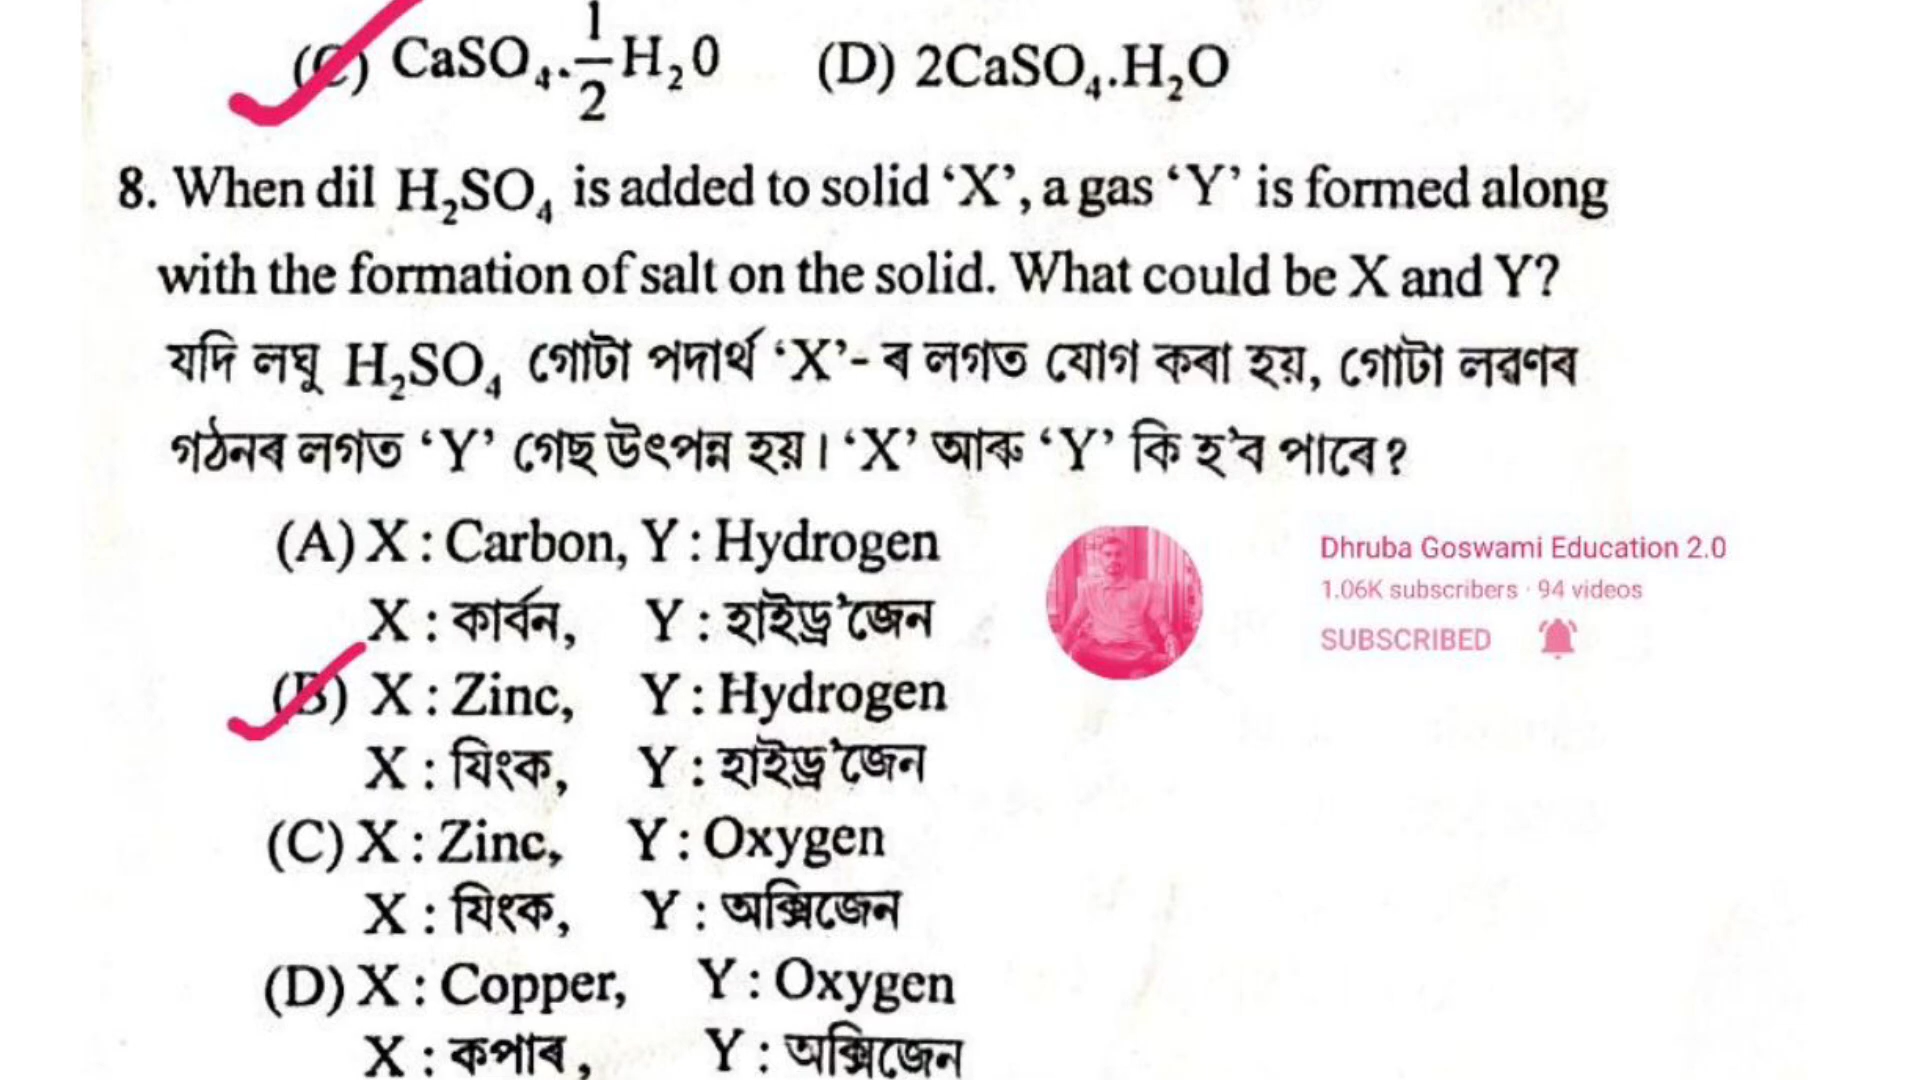 (C) CaSO₄.1/2H₂0 (D) 2CaSO₄.H₂O
8. When dil H₂SO₄ is added to solid ‘X’, a gas ‘Y’ is formed along
with the formation of salt on the solid. What could be X and Y?
যদি লঘু H₂SO₄ গোটা পদাৰ্থ ‘X’- ৰ লগত যোগ কৰা হয়, গোটা লৱণৰ
গঠনৰ লগত ‘Y’ গেছ উৎপন্ন হয়। ‘X’ আৰু ‘Y’ কি হ’ব পাৰে?
(A) X : Carbon, Y : Hydrogen
X : কাৰ্বন, Y : হাইড্ৰ’জেন
(B) X : Zinc, Y : Hydrogen
X : যিংক, Y : হাইড্ৰ’জেন
(C) X : Zinc, Y : Oxygen
X : যিংক, Y : অক্সিজেন
(D) X : Copper, Y : Oxygen
X : কপাৰ, Y : অক্সিজেন
Dhruba Goswami Education 2.0
1.06K subscribers · 94 videos
SUBSCRIBED